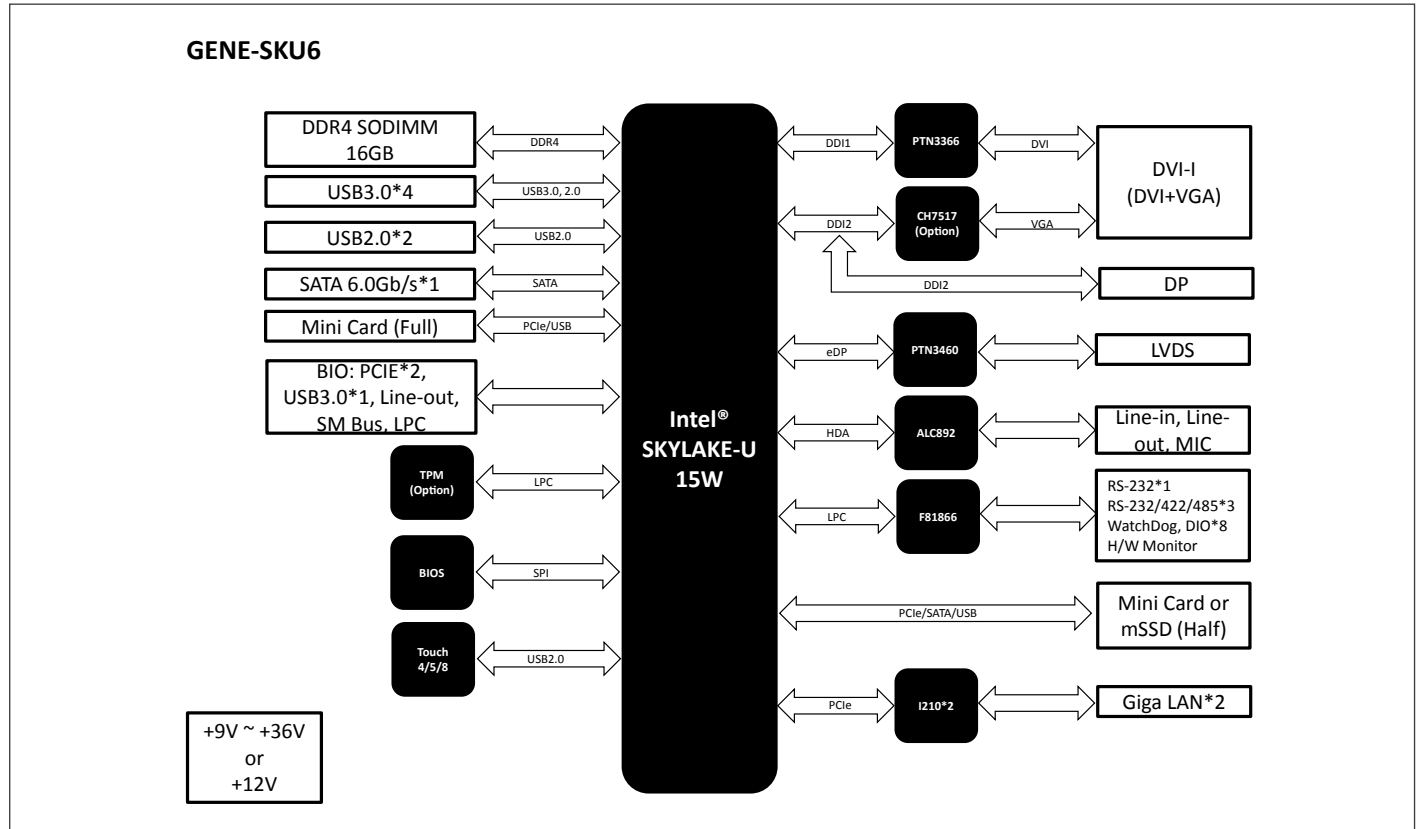 GENE-SKU6
DDR4 SODIMM
16GB
DDR4
USB3.0*4
USB3.0, 2.0
USB2.0*2
USB2.0
SATA 6.0Gb/s*1
SATA
Mini Card (Full)
PCIe/USB
BIO: PCIE*2,
USB3.0*1, Line-out,
SM Bus, LPC
TPM
(Option)
LPC
BIOS
SPI
Touch
4/5/8
USB2.0
+9V ~ +36V
or
+12V
Intel®
SKYLAKE-U
15W
DDI1
PTN3366
DVI
DVI-I
(DVI+VGA)
DDI2
CH7517
(Option)
VGA
DDI2
DP
eDP
PTN3460
LVDS
HDA
ALC892
Line-in, Line-
out, MIC
LPC
F81866
RS-232*1
RS-232/422/485*3
WatchDog, DIO*8
H/W Monitor
PCIe/SATA/USB
Mini Card or
mSSD (Half)
PCIe
I210*2
Giga LAN*2